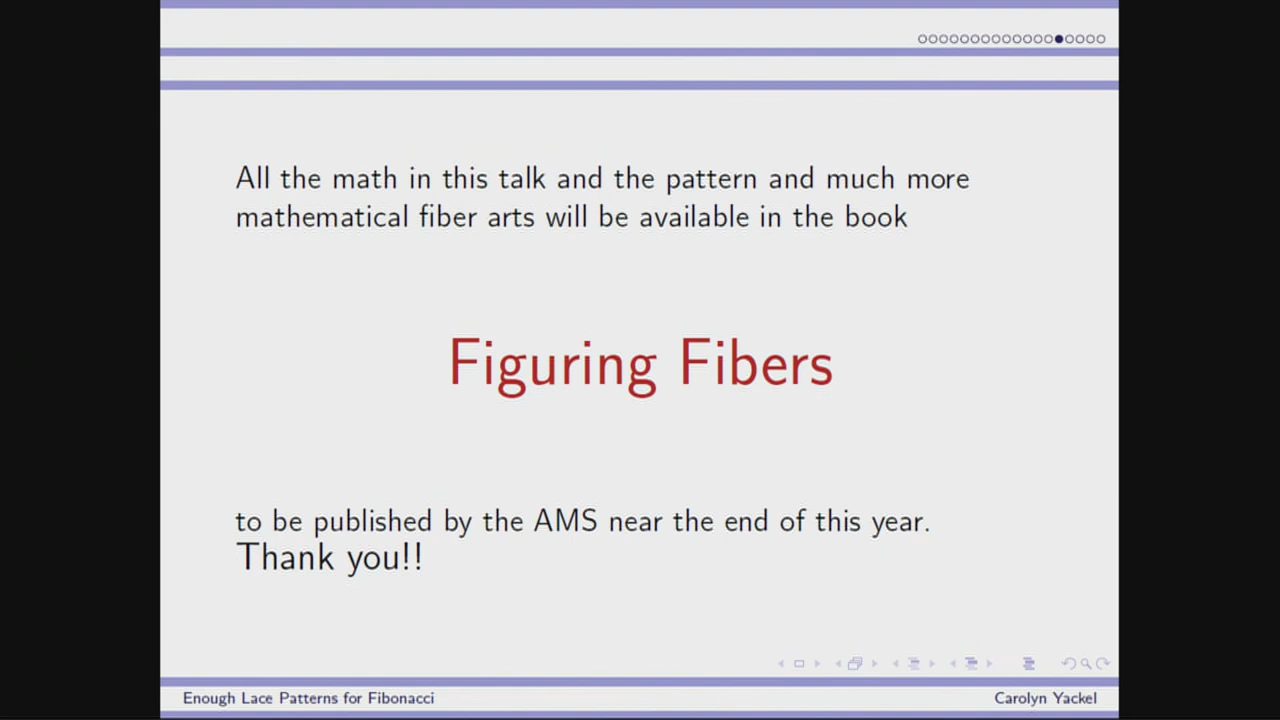 All the math in this talk and the pattern and much more
mathematical fiber arts will be available in the book
Figuring Fibers
to be published by the AMS near the end of this year.
Thank you!!
Enough Lace Patterns for Fibonacci
Carolyn Yackel